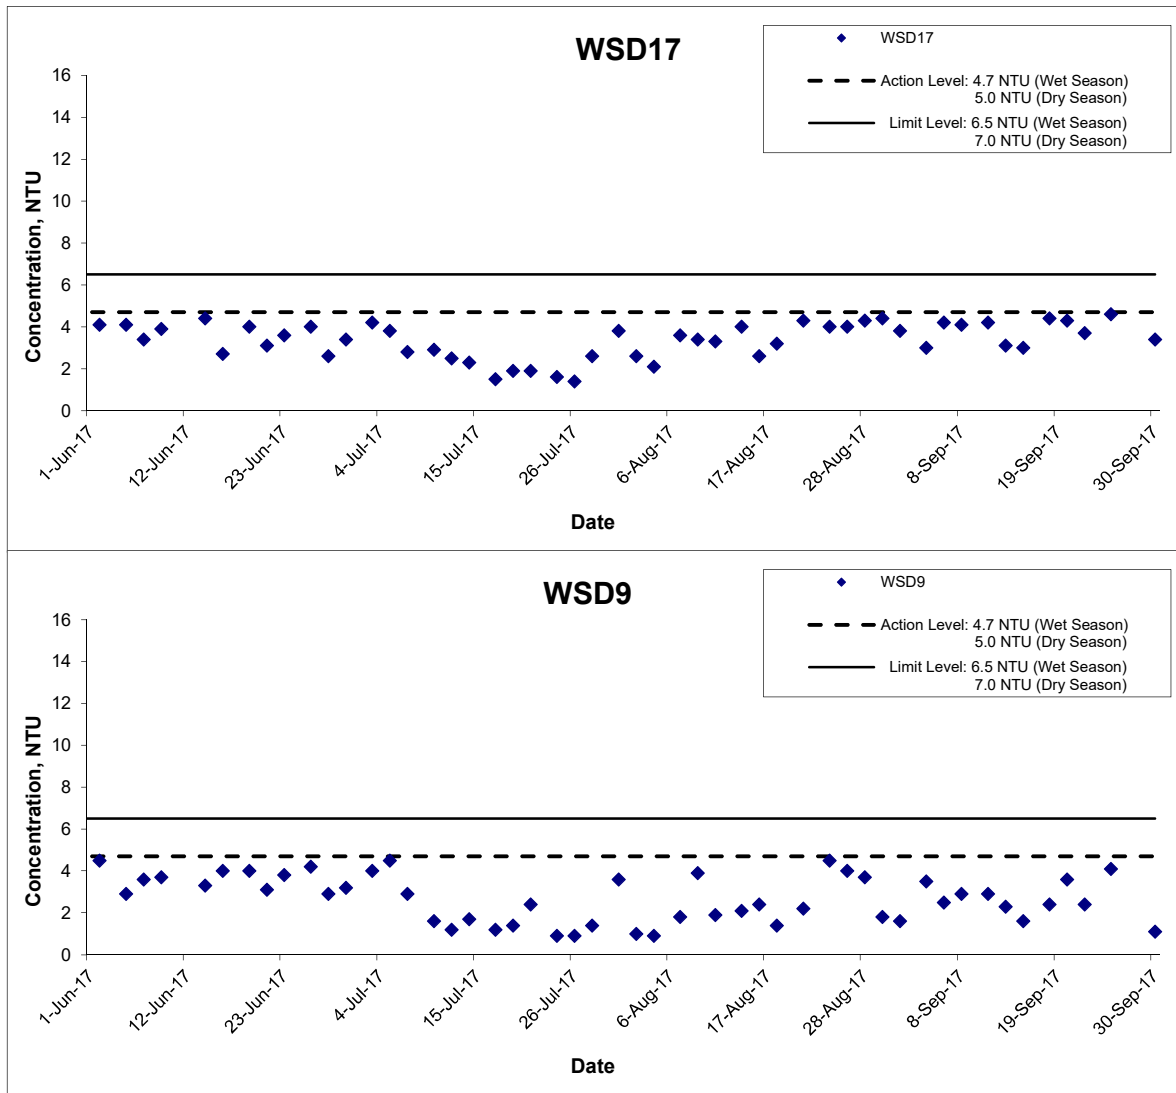 WSD17
WSD17
Action Level: 4.7 NTU (Wet Season)
5.0 NTU (Dry Season)
Limit Level: 6.5 NTU (Wet Season)
7.0 NTU (Dry Season)
Concentration, NTU
16
14
12
10
8
6
4
2
0
1-Jun-17
12-Jun-17
23-Jun-17
4-Jul-17
15-Jul-17
26-Jul-17
6-Aug-17
17-Aug-17
28-Aug-17
8-Sep-17
19-Sep-17
30-Sep-17
Date
WSD9
WSD9
Action Level: 4.7 NTU (Wet Season)
5.0 NTU (Dry Season)
Limit Level: 6.5 NTU (Wet Season)
7.0 NTU (Dry Season)
Concentration, NTU
16
14
12
10
8
6
4
2
0
1-Jun-17
12-Jun-17
23-Jun-17
4-Jul-17
15-Jul-17
26-Jul-17
6-Aug-17
17-Aug-17
28-Aug-17
8-Sep-17
19-Sep-17
30-Sep-17
Date